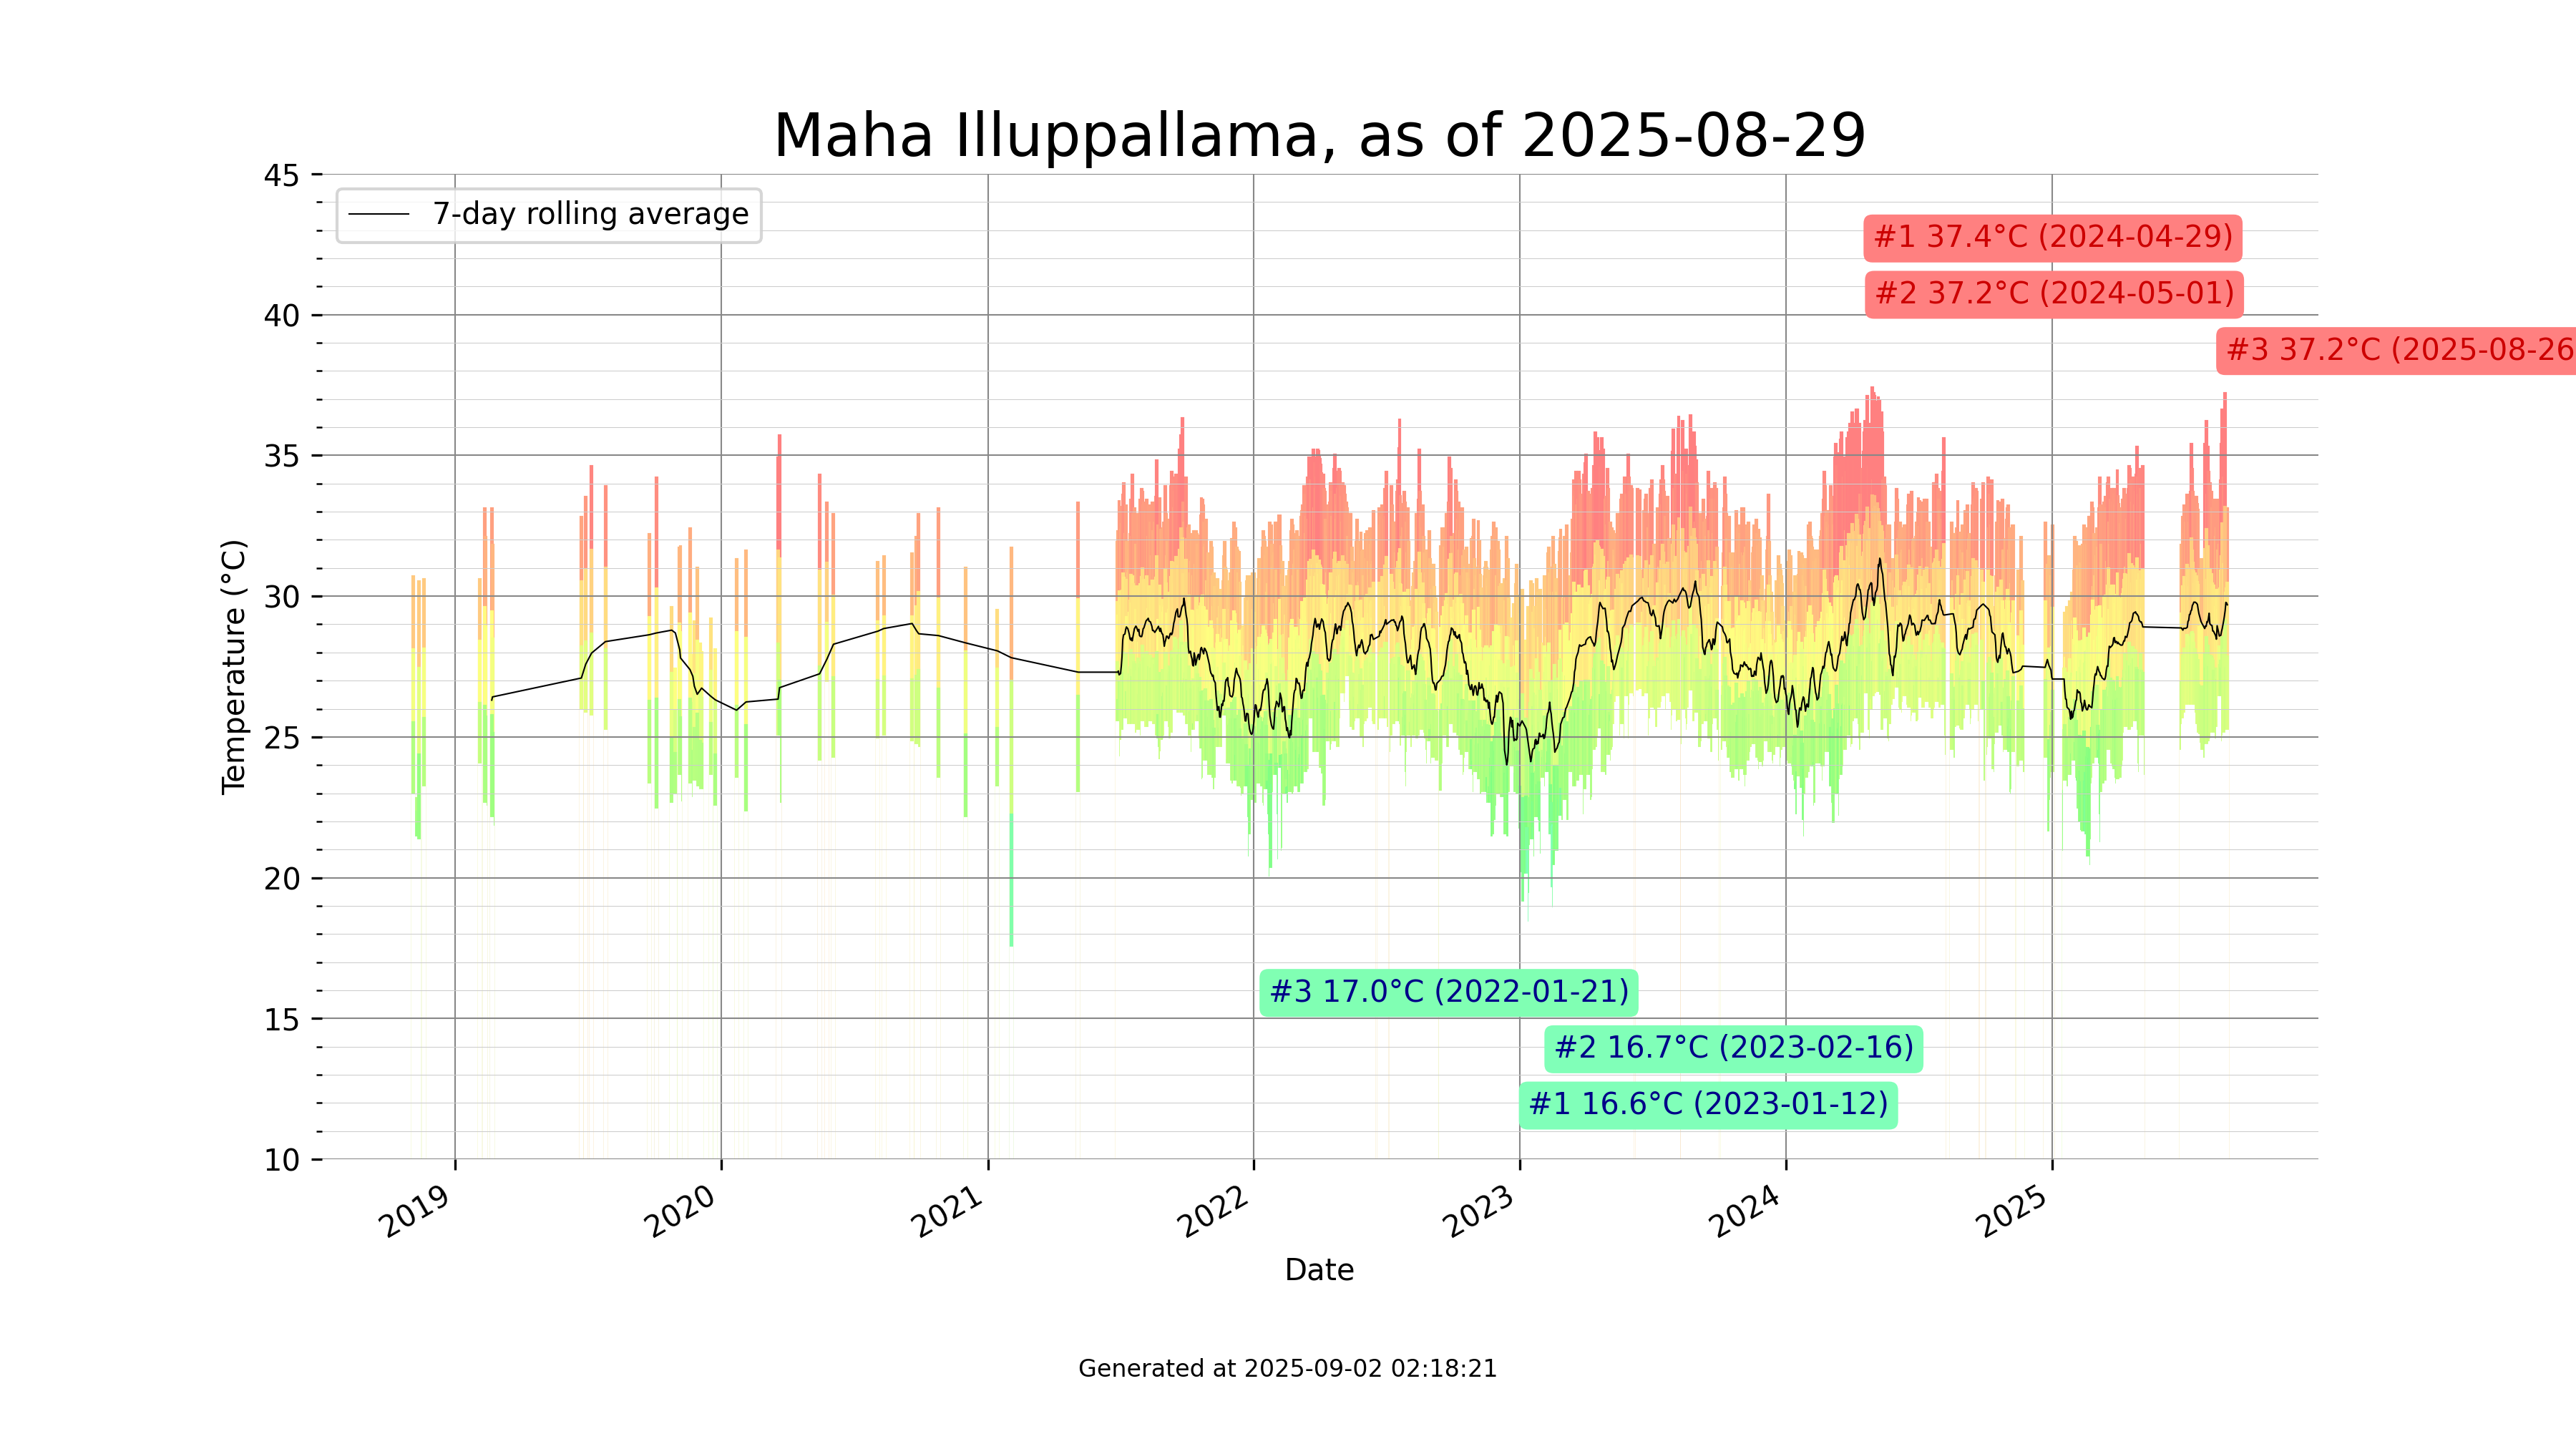 Maha Illuppallama, as of 2025-08-29
45
7-day rolling average
#1 37.4°C (2024-04-29)
#2 37.2°C (2024-05-01)
40
#3 37.2°C (2025-08-26
35
30
Temperature (°C)
25
20
#3 17.0°C (2022-01-21)
15
#2 16.7°C (2023-02-16)
#1 16.6°C (2023-01-12)
10
2019 2020 2021 2022 2023 2024 2025
Date
Generated at 2025-09-02 02:18:21